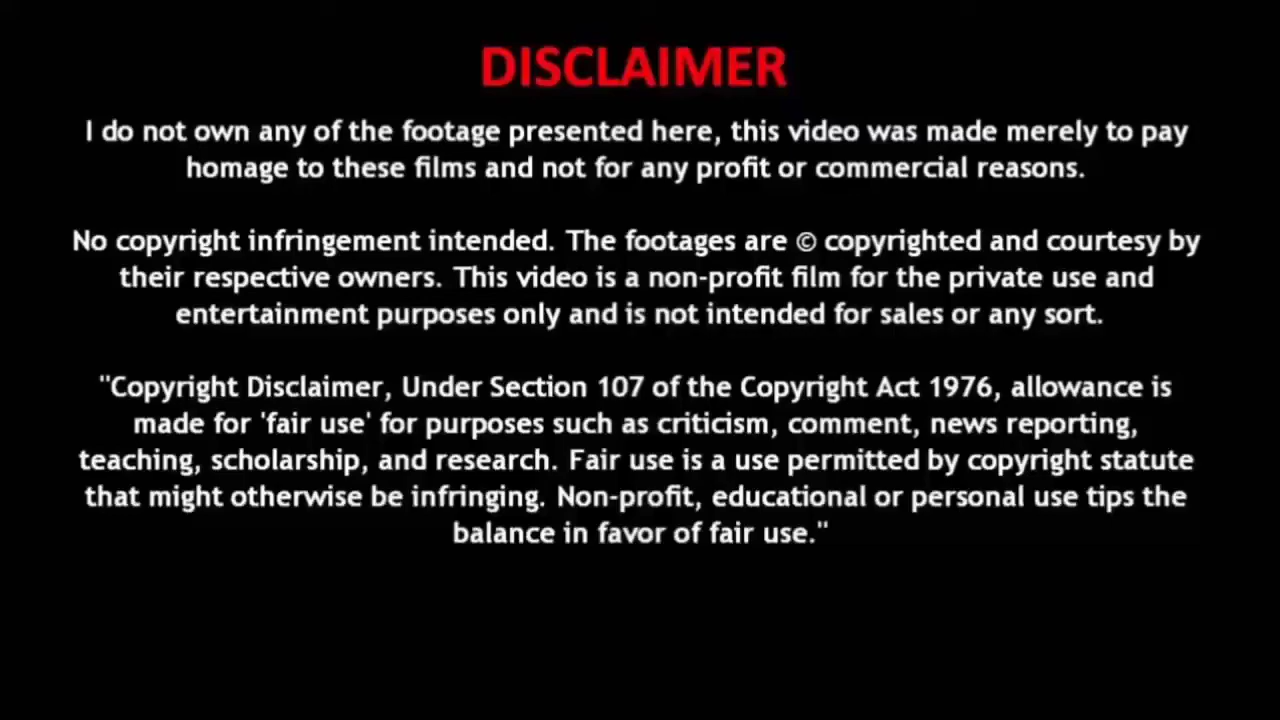 DISCLAIMER
I do not own any of the footage presented here, this video was made merely to pay
homage to these films and not for any profit or commercial reasons.
No copyright infringement intended. The footages are © copyrighted and courtesy by
their respective owners. This video is a non-profit film for the private use and
entertainment purposes only and is not intended for sales or any sort.
"Copyright Disclaimer, Under Section 107 of the Copyright Act 1976, allowance is
made for 'fair use' for purposes such as criticism, comment, news reporting,
teaching, scholarship, and research. Fair use is a use permitted by copyright statute
that might otherwise be infringing. Non-profit, educational or personal use tips the
balance in favor of fair use."